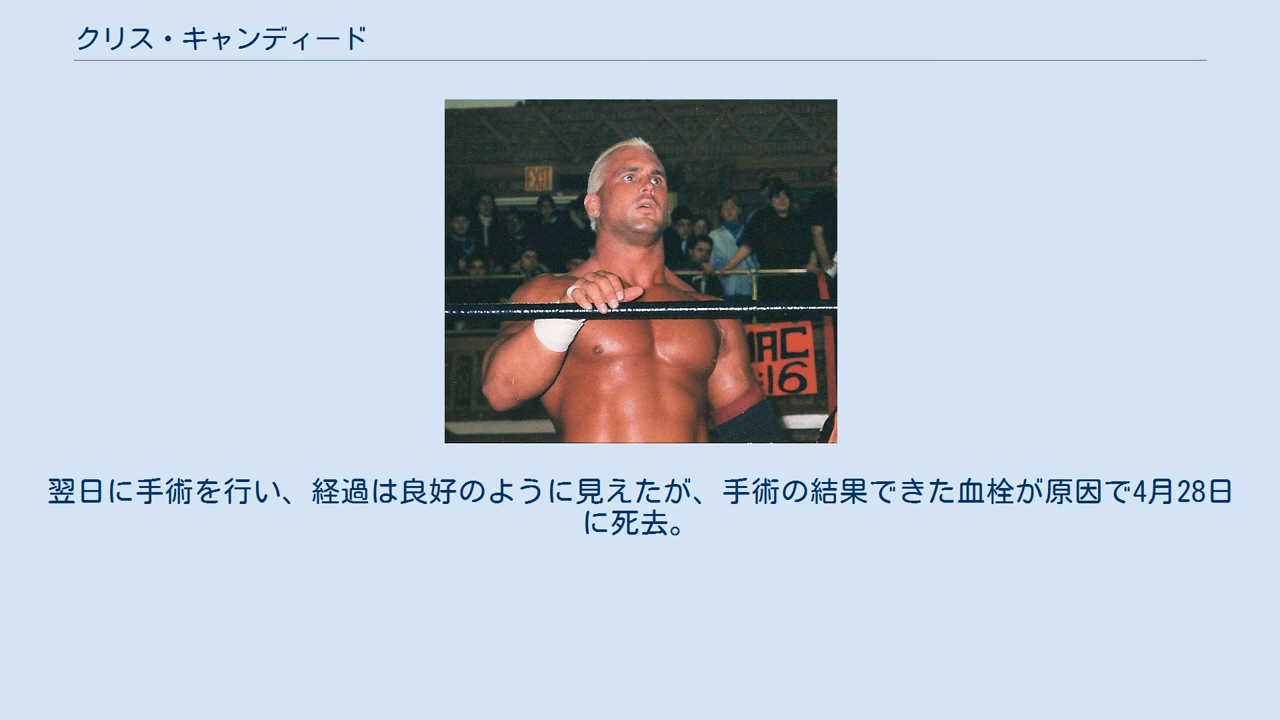 クリス・キャンディード
EXIT
AC
:16
翌日に手術を行い、経過は良好のように見えたが、手術の結果できた血栓が原因で4月28日
に死去。